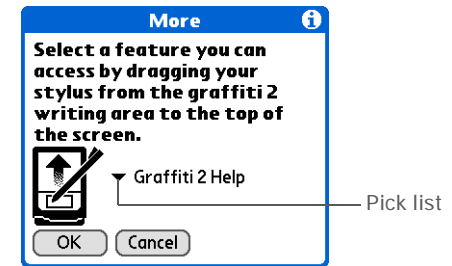 More
Select a feature you can
access by dragging your
stylus from the graffiti 2
writing area to the top of
the screen.
Graffiti 2 Help
Pick list
OK Cancel